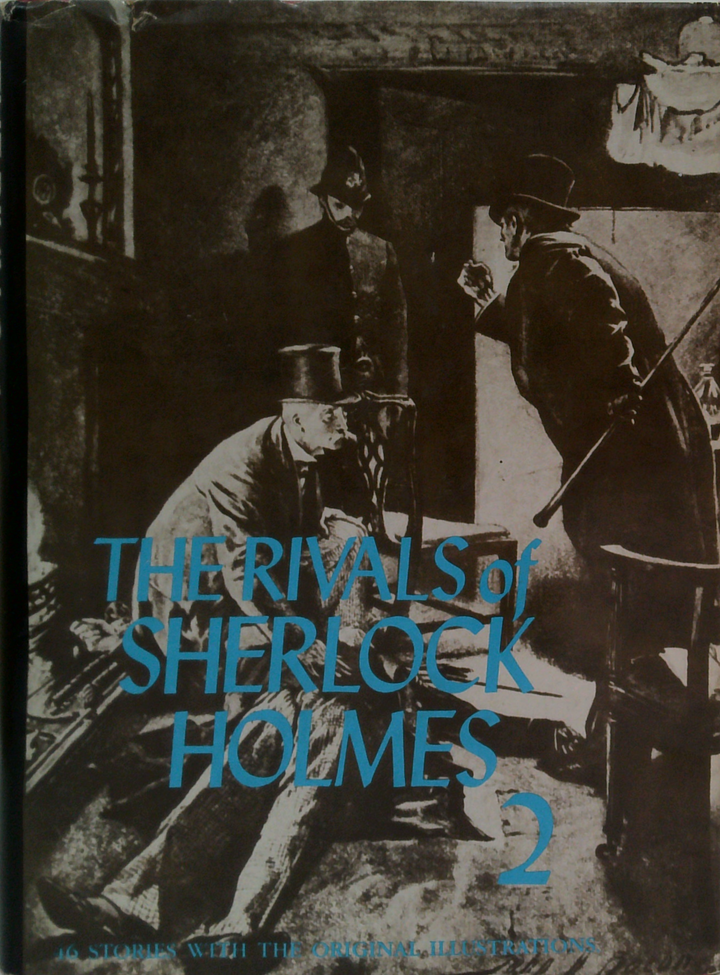 THE RIVALS of
SHERLOCK
HOLMES
2
16 STORIES WITH THE ORIGINAL ILLUSTRATIONS